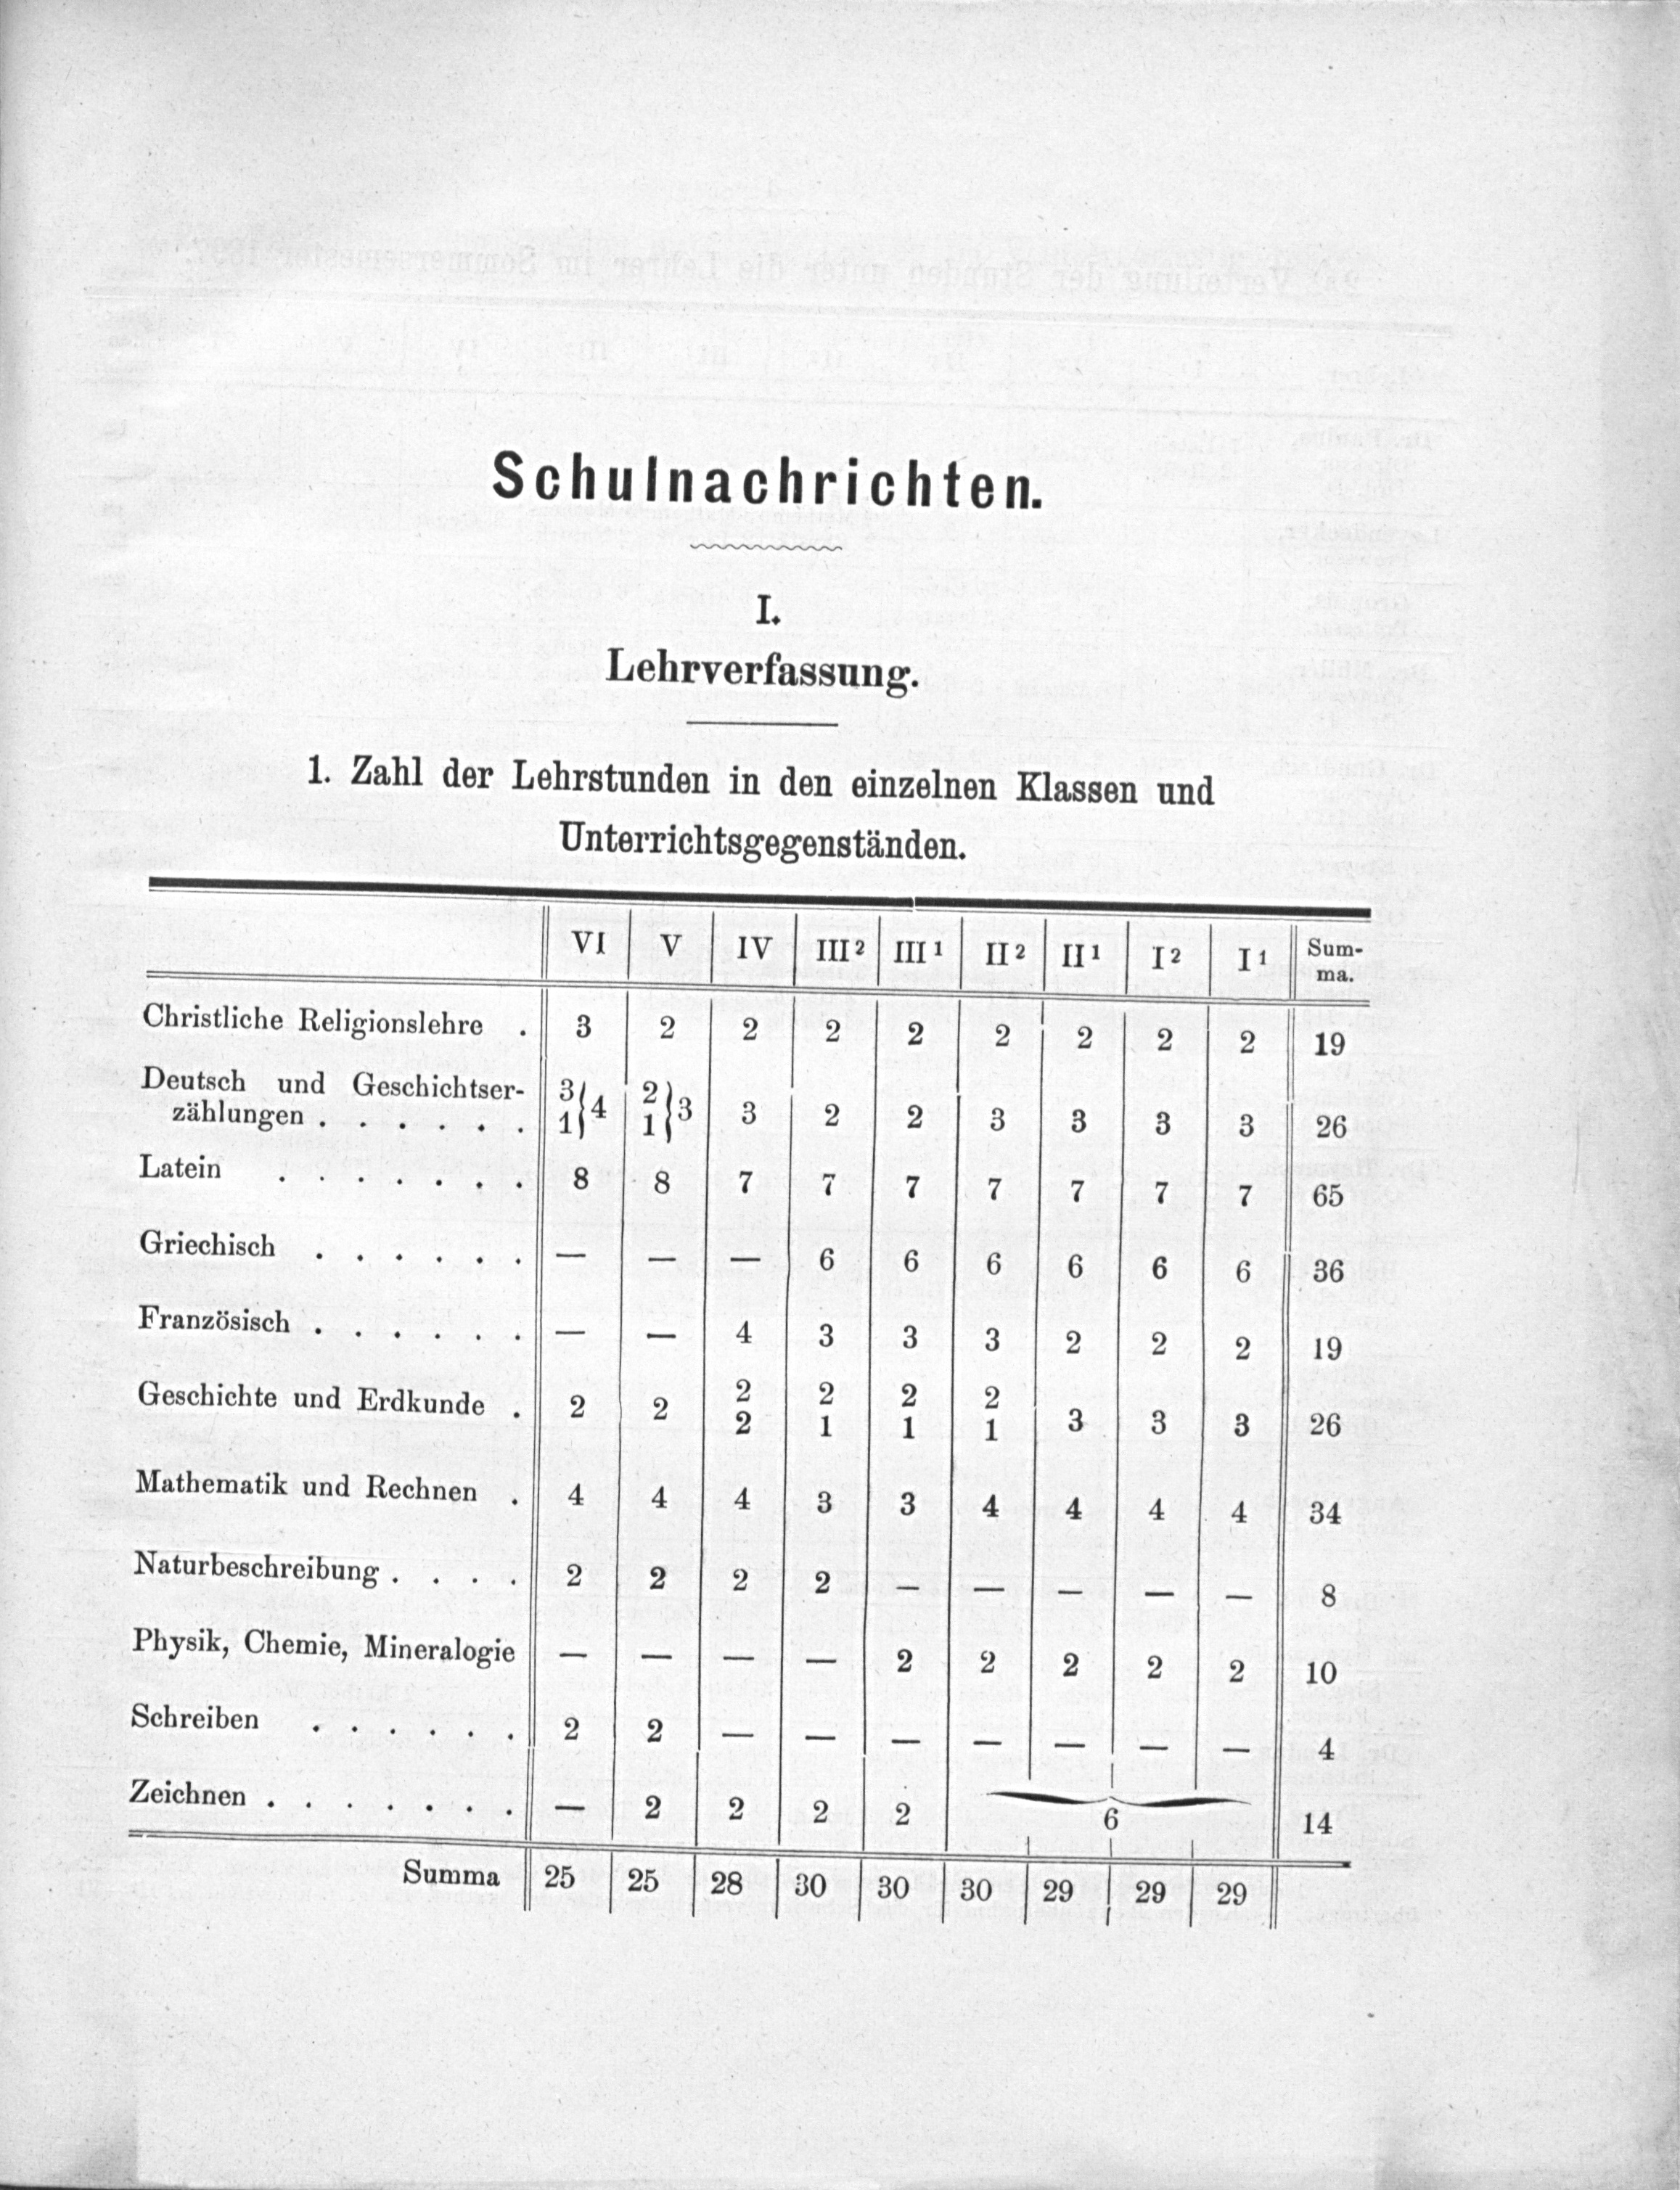 Schulnachrichten.
I.
Lehrverfassung.
1. Zahl der Lehrstunden in den einzelnen Klassen und
Unterrichtsgegenständen.
VI V IV III² III¹ II² II¹ I² I¹ Sum-
ma.
Christliche Religionslehre . 3 2 2 2 2 2 2 2 2 19
Deutsch und Geschichtser- 3 2
zählungen . . . . . . 1}4 1}3 3 2 2 3 3 3 3 26
Latein . . . . . . . 8 8 7 7 7 7 7 7 7 65
Griechisch . . . . . . — — — 6 6 6 6 6 6 36
Französisch . . . . . . — — 4 3 3 3 2 2 2 19
2 2 2 2
Geschichte und Erdkunde . 2 2 2 1 1 1 3 3 3 26
Mathematik und Rechnen . 4 4 4 3 3 4 4 4 4 34
Naturbeschreibung . . . . 2 2 2 2 — — — — — 8
Physik, Chemie, Mineralogie — — — — 2 2 2 2 2 10
Schreiben . . . . . . 2 2 — — — — — — — 4
Zeichnen . . . . . . . — 2 2 2 2 6 14
Summa 25 25 28 30 30 30 29 29 29